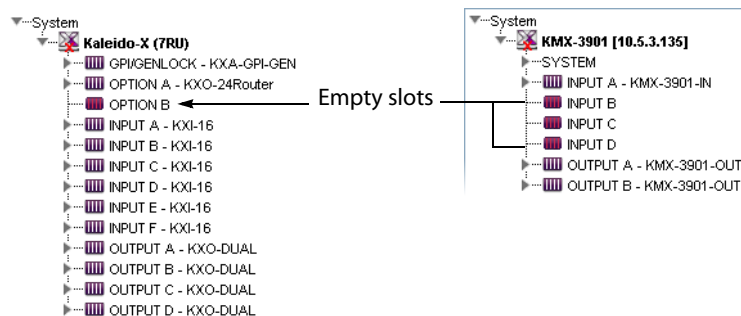 System
Kaleido-X (7RU)
GPI/GENLOCK - KXA-GPI-GEN
OPTION A - KXO-24Router
OPTION B
INPUT A - KXI-16
INPUT B - KXI-16
INPUT C - KXI-16
INPUT D - KXI-16
INPUT E - KXI-16
INPUT F - KXI-16
OUTPUT A - KXO-DUAL
OUTPUT B - KXO-DUAL
OUTPUT C - KXO-DUAL
OUTPUT D - KXO-DUAL
Empty slots
System
KMX-3901 [10.5.3.135]
SYSTEM
INPUT A - KMX-3901-IN
INPUT B
INPUT C
INPUT D
OUTPUT A - KMX-3901-OUT
OUTPUT B - KMX-3901-OUT